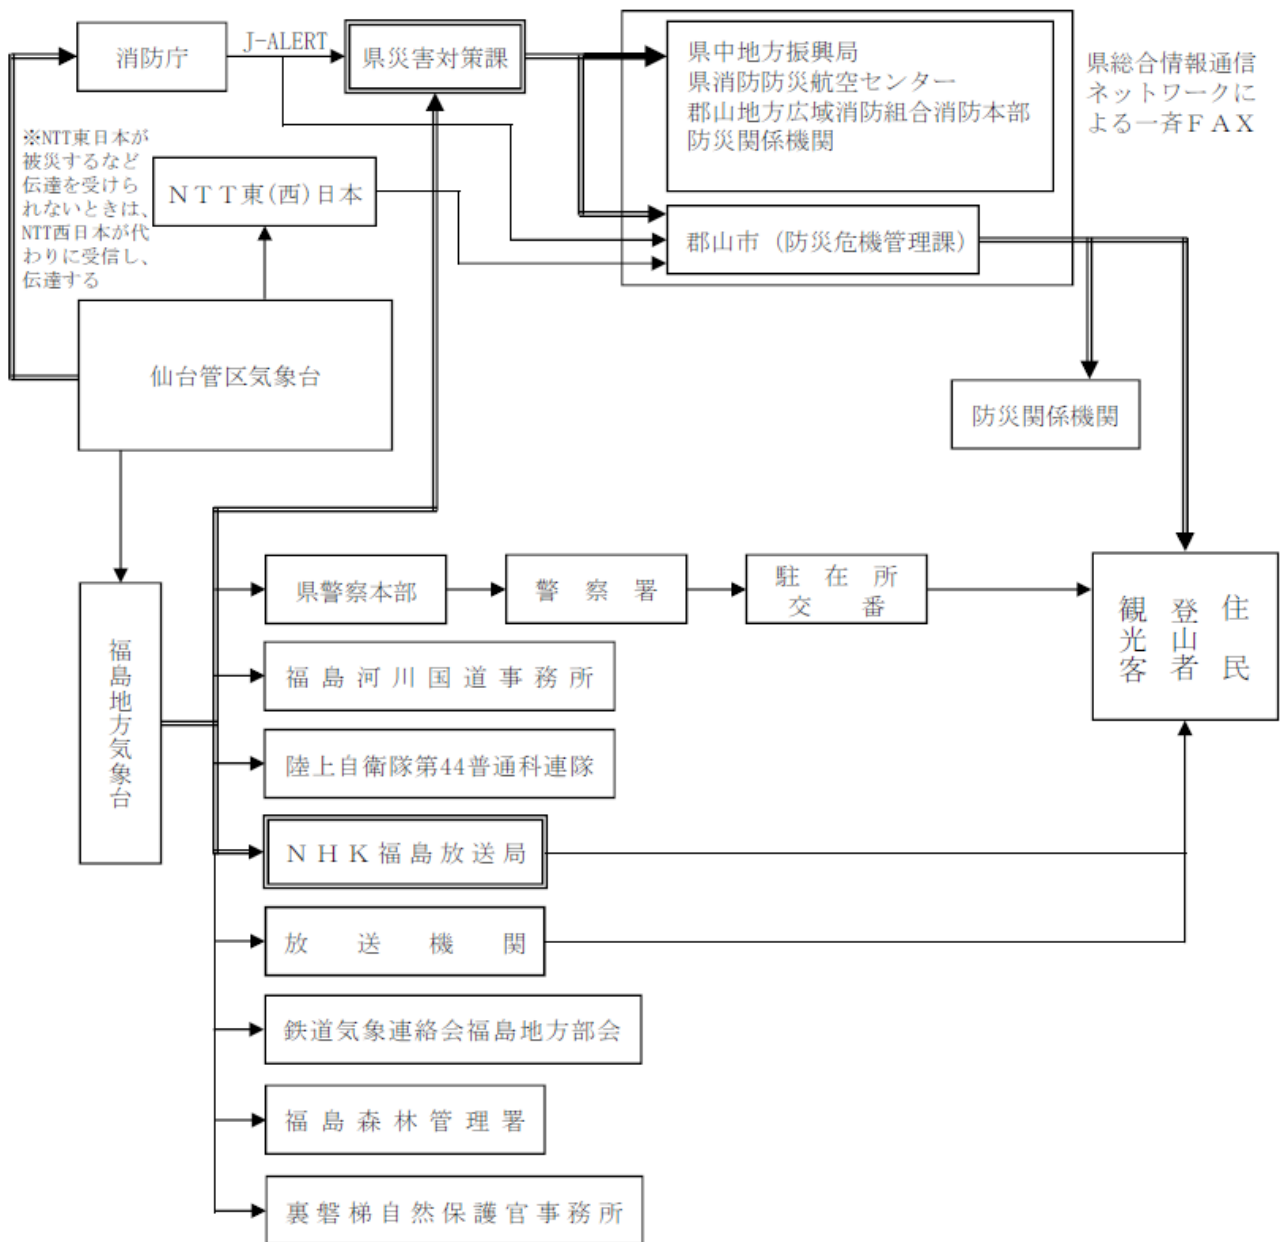 消防庁
J-ALERT
県災害対策課
県中地方振興局
県消防防災航空センター
郡山地方広域消防組合消防本部
防災関係機関
県総合情報通信
ネットワークに
よる一斉ＦＡＸ
※NTT東日本が
被災するなど
伝達を受けら
れないときは、
NTT西日本が代
わりに受信し、
伝達する
ＮＴＴ東(西)日本
郡山市（防災危機管理課）
仙台管区気象台
防災関係機関
福島地方気象台
県警察本部
警察署
駐在所
交番
住民
登山者
観光客
福島河川国道事務所
陸上自衛隊第44普通科連隊
ＮＨＫ福島放送局
放送機関
鉄道気象連絡会福島地方部会
福島森林管理署
裏磐梯自然保護官事務所